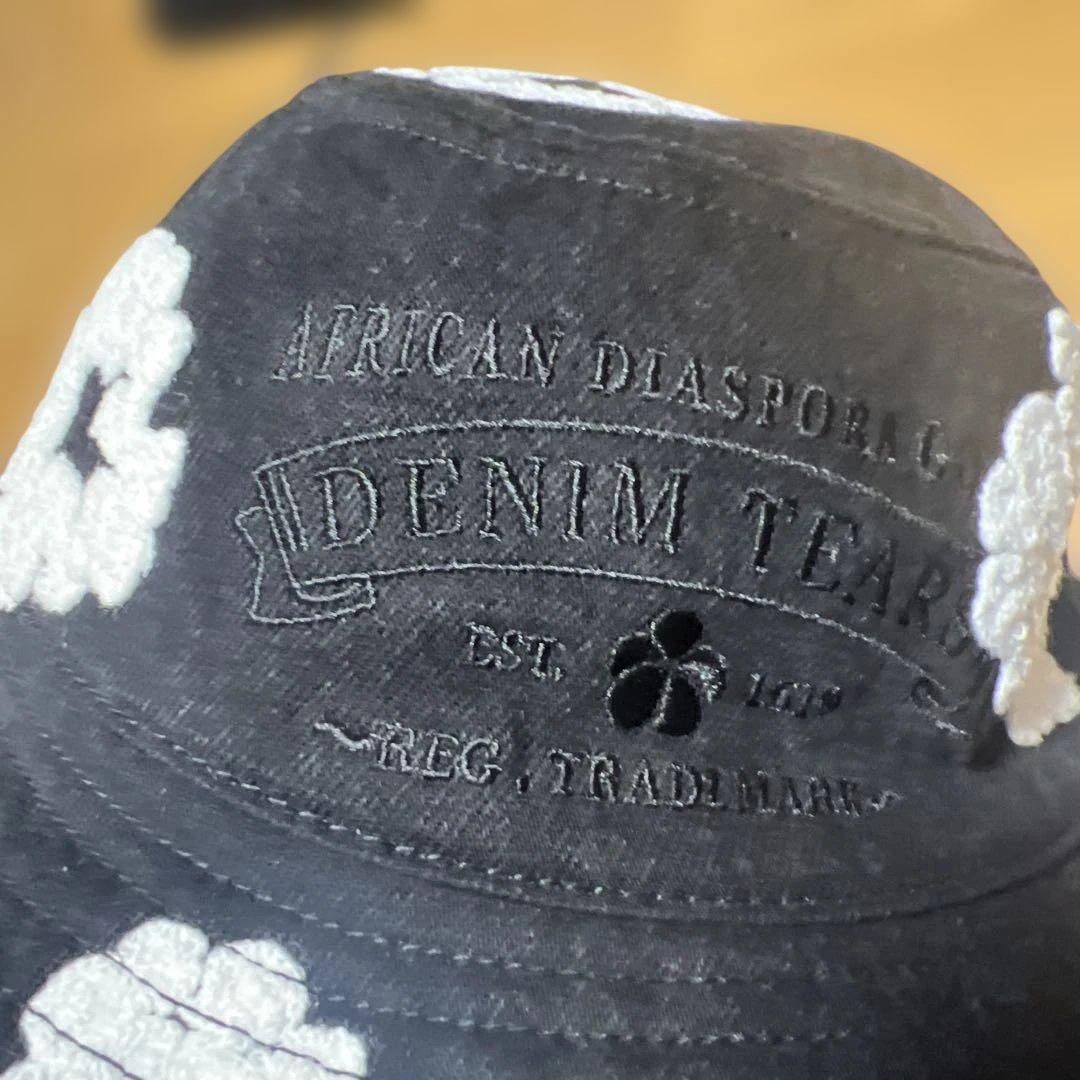 AFRICAN DIASPORA G
DENIM TEARS
EST. 1619
~REG. TRADEMARK~